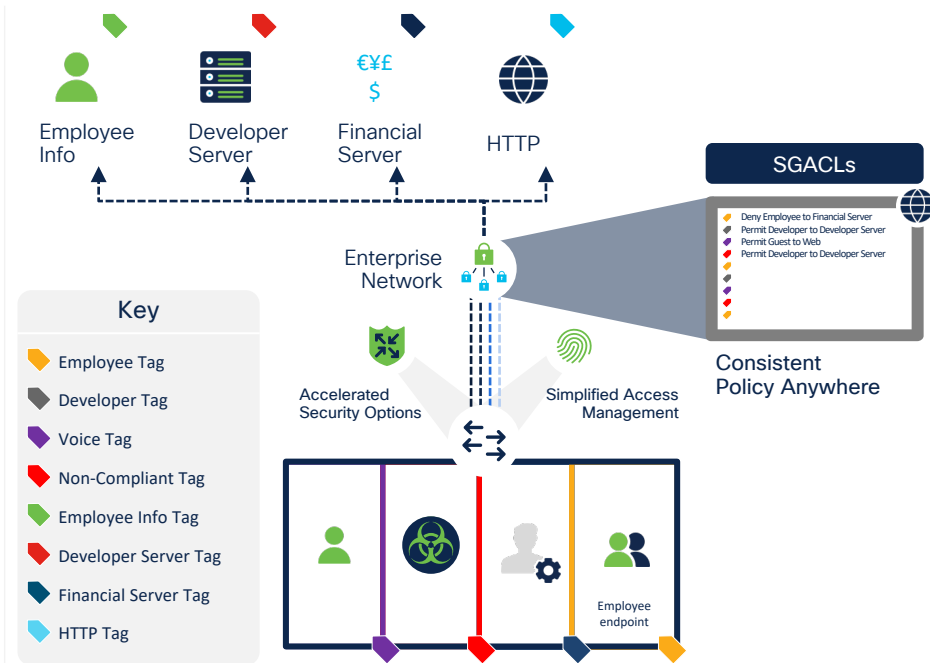 €¥£
$
Employee
Info
Developer
Server
Financial
Server
HTTP
SGACLs
Deny Employee to Financial Server
Permit Developer to Developer Server
Permit Guest to Web
Permit Developer to Developer Server
Enterprise
Network
Consistent
Policy Anywhere
Key
Employee Tag
Developer Tag
Voice Tag
Non-Compliant Tag
Employee Info Tag
Developer Server Tag
Financial Server Tag
HTTP Tag
Accelerated
Security Options
Simplified Access
Management
Employee
endpoint